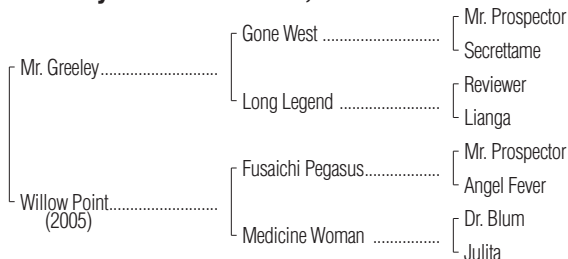 Mr. Prospector
Gone West ..............................
Secrettame
Mr. Greeley..............................
Reviewer
Long Legend ..........................
Lianga
Mr. Prospector
Fusaichi Pegasus...................
Angel Fever
Willow Point.............................
(2005)
Dr. Blum
Medicine Woman .................
Julita